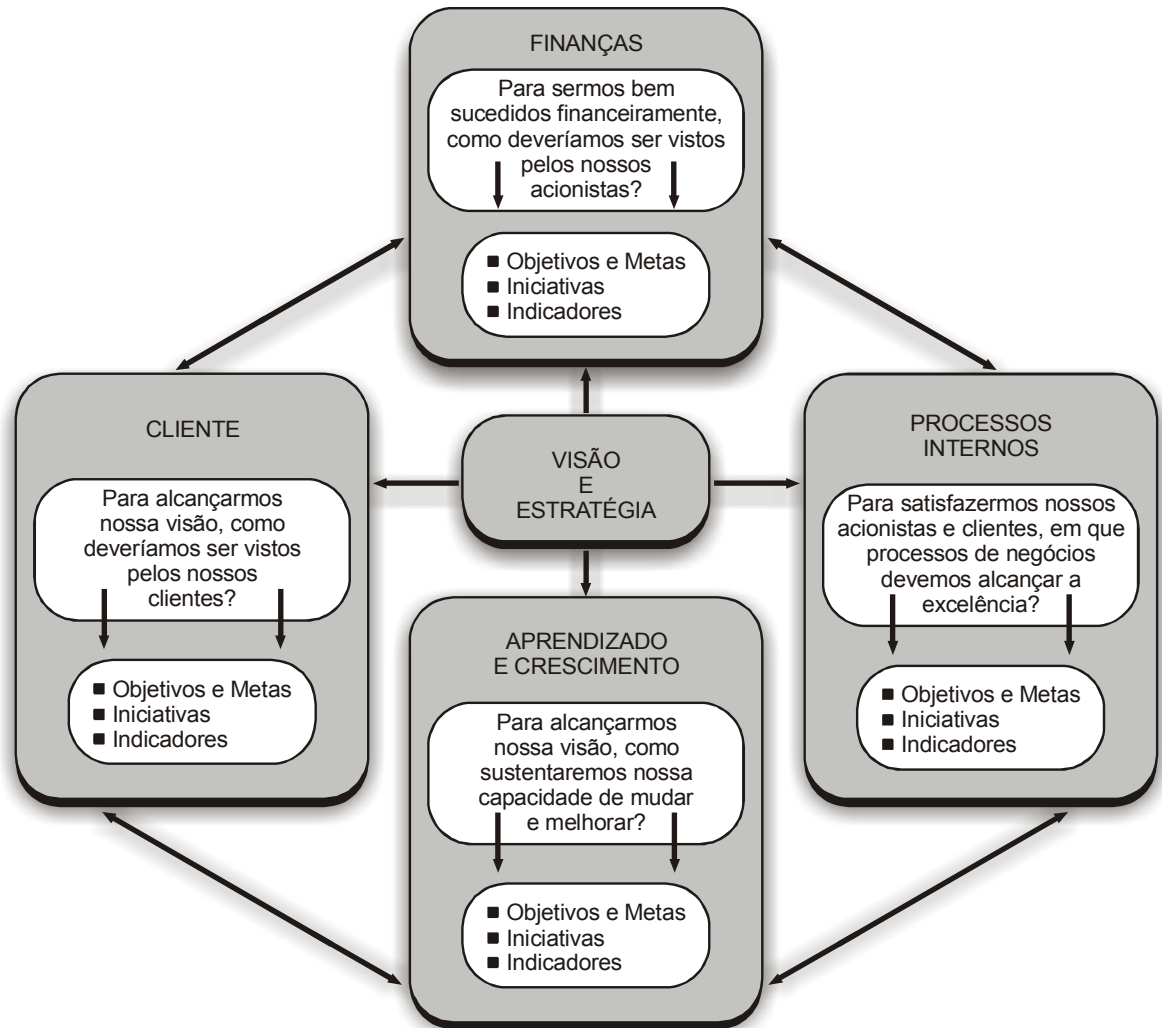 FINANÇAS
Para sermos bem
sucedidos financeiramente,
como deveríamos ser vistos
pelos nossos
acionistas?
■ Objetivos e Metas
■ Iniciativas
■ Indicadores
CLIENTE
Para alcançarmos
nossa visão, como
deveríamos ser vistos
pelos nossos
clientes?
■ Objetivos e Metas
■ Iniciativas
■ Indicadores
VISÃO
E
ESTRATÉGIA
PROCESSOS
INTERNOS
Para satisfazermos nossos
acionistas e clientes, em que
processos de negócios
devemos alcançar a
excelência?
■ Objetivos e Metas
■ Iniciativas
■ Indicadores
APRENDIZADO
E CRESCIMENTO
Para alcançarmos
nossa visão, como
sustentaremos nossa
capacidade de mudar
e melhorar?
■ Objetivos e Metas
■ Iniciativas
■ Indicadores